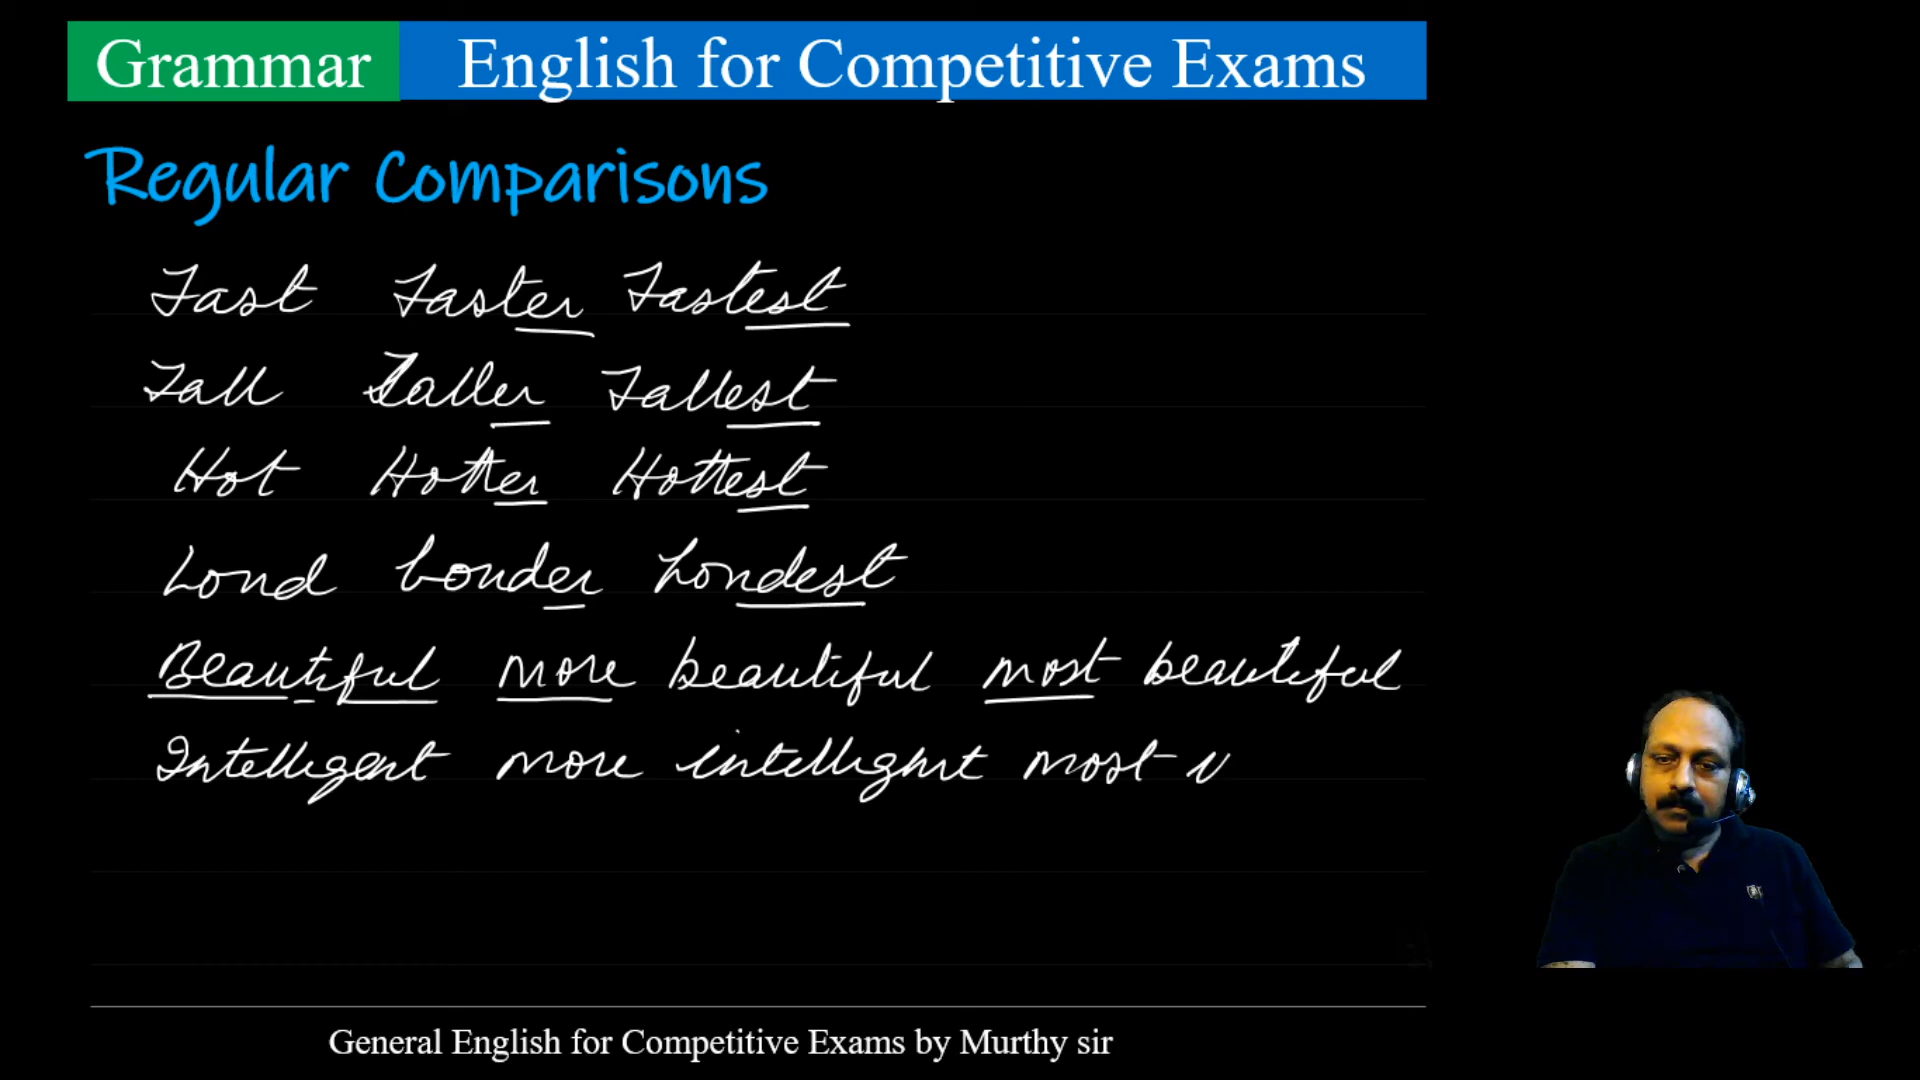 Grammar English for Competitive Exams
Regular Comparisons
Fast Faster Fastest
Tall Taller Tallest
Hot Hotter Hottest
Loud Louder Loudest
Beautiful more beautiful most beautiful
Intelligent more intelligent most i
General English for Competitive Exams by Murthy sir